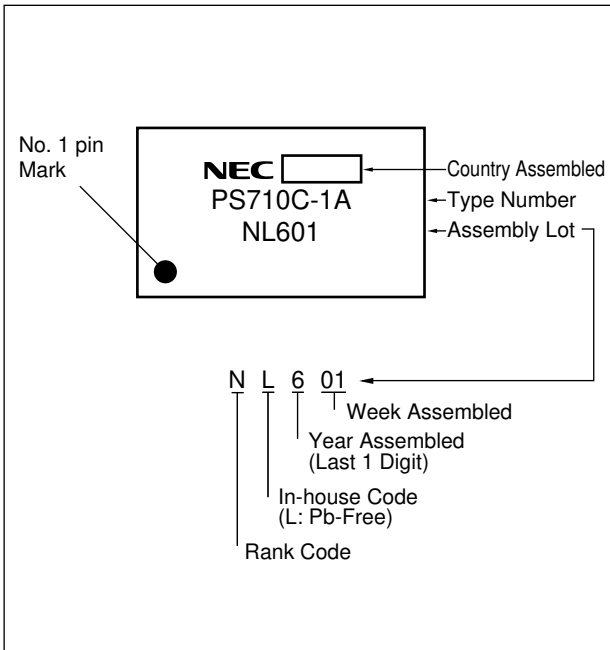 No. 1 pin
Mark
NEC
Country Assembled
PS710C-1A
Type Number
NL601
Assembly Lot
N L 6 01
Week Assembled
Year Assembled
(Last 1 Digit)
In-house Code
(L: Pb-Free)
Rank Code